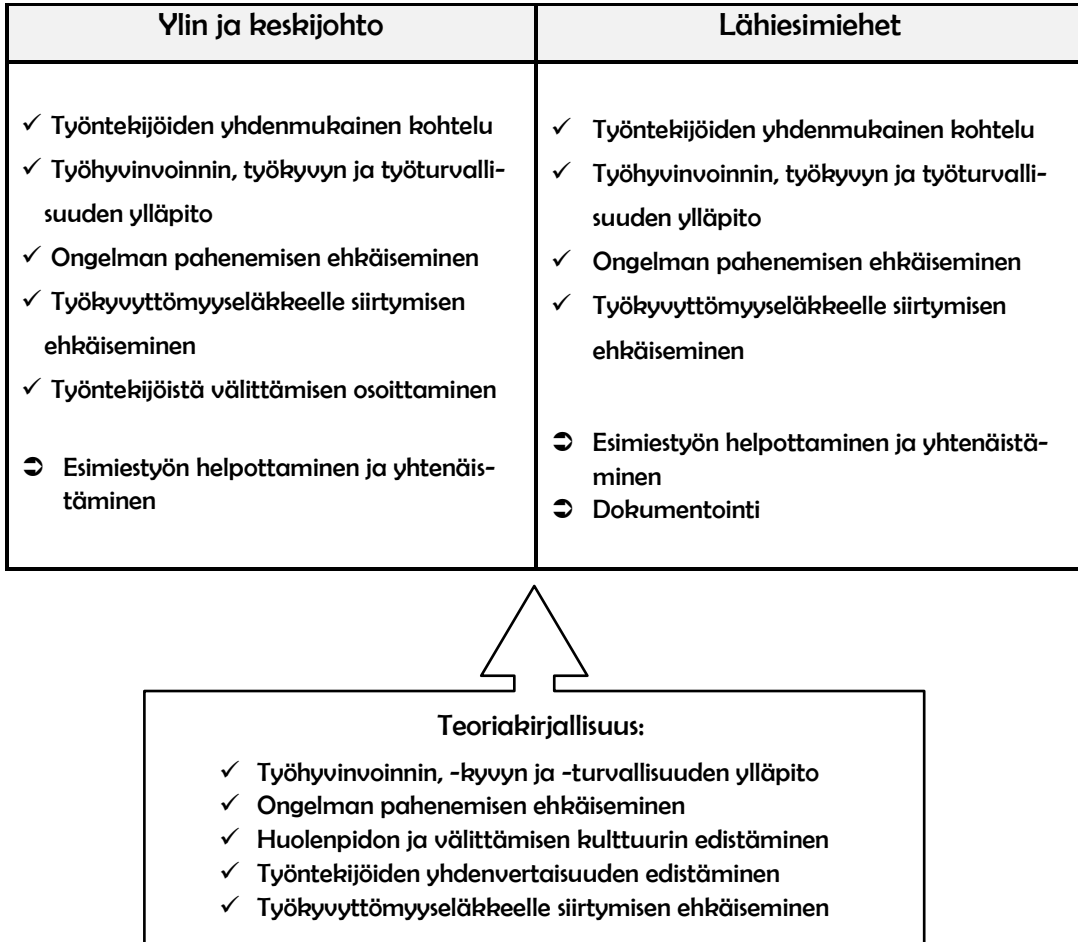 Ylin ja keskijohto
✓ Työntekijöiden yhdenmukainen kohtelu
✓ Työhyvinvoinnin, työkyvyn ja työturvalli-
suuden ylläpito
✓ Ongelman pahenemisen ehkäiseminen
✓ Työkyvyttömyyseläkkeelle siirtymisen
ehkäiseminen
✓ Työntekijöistä välittämisen osoittaminen
➲ Esimiestyön helpottaminen ja yhtenäis-
täminen
Lähiesimiehet
✓ Työntekijöiden yhdenmukainen kohtelu
✓ Työhyvinvoinnin, työkyvyn ja työturvalli-
suuden ylläpito
✓ Ongelman pahenemisen ehkäiseminen
✓ Työkyvyttömyyseläkkeelle siirtymisen
ehkäiseminen
➲ Esimiestyön helpottaminen ja yhtenäistä-
minen
➲ Dokumentointi
Teoriakirjallisuus:
✓ Työhyvinvoinnin, -kyvyn ja -turvallisuuden ylläpito
✓ Ongelman pahenemisen ehkäiseminen
✓ Huolenpidon ja välittämisen kulttuurin edistäminen
✓ Työntekijöiden yhdenvertaisuuden edistäminen
✓ Työkyvyttömyyseläkkeelle siirtymisen ehkäiseminen